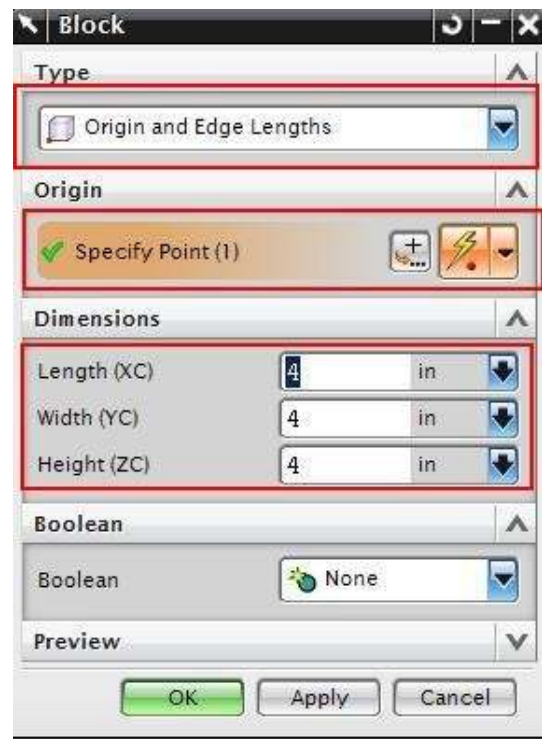 Block
Type
Origin and Edge Lengths
Origin
Specify Point (1)
Dimensions
Length (XC) 4 in
Width (YC) 4 in
Height (ZC) 4 in
Boolean
Boolean None
Preview
OK Apply Cancel